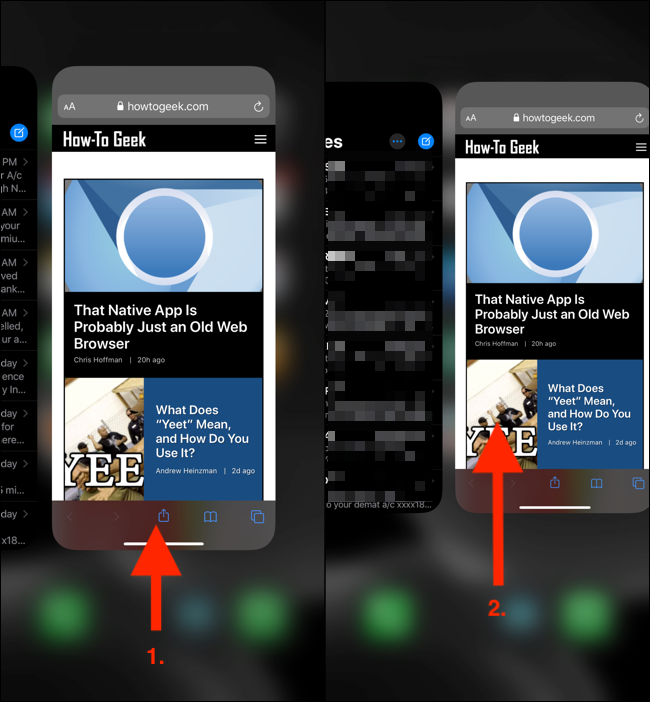 PM
r A/c
gh N...
AM
your
miu...
AM
ved
ank...
AM
elled,
ur a...
day
ence
y In...
day
for
ere...
day
5 mi...
day
x18...
AA howtogeek.com
How-To Geek
That Native App Is
Probably Just an Old Web
Browser
Chris Hoffman | 20h ago
YEE
What Does
“Yeet” Mean,
and How Do You
Use It?
Andrew Heinzman | 2d ago
1.
es
o your demat a/c xxxx18...
AA howtogeek.com
How-To Geek
That Native App Is
Probably Just an Old Web
Browser
Chris Hoffman | 20h ago
YEE
What Does
“Yeet” Mean,
and How Do You
Use It?
Andrew Heinzman | 2d ago
2.